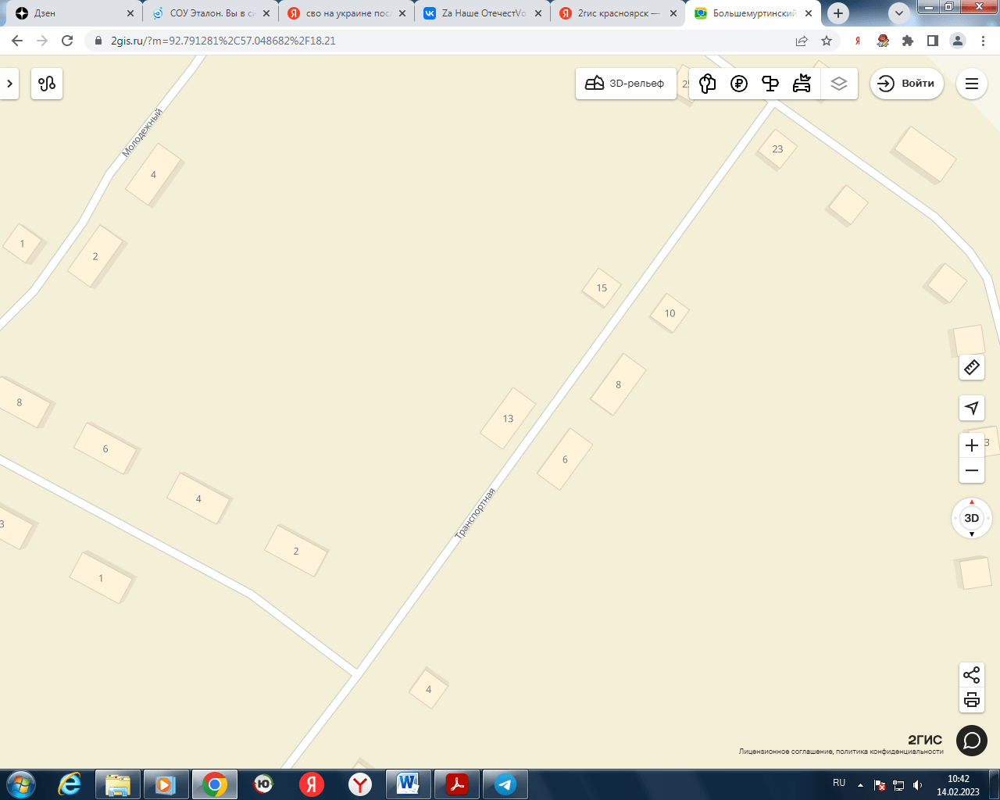 Дзен
СОУ Эталон. Вы в си
сво на украине пос
Za Наше ОтечестVо
2гис красноярск —
Большемуртинский
2gis.ru/?m=92.791281%2C57.048682%2F18.21
3D-рельеф
Войти
Молодежный
4
23
1
2
15
10
8
13
8
6
6
4
3
Транспортная
3D
3
2
1
4
2ГИС
Лицензионное соглашение, политика конфиденциальности
RU
10:42
14.02.2023